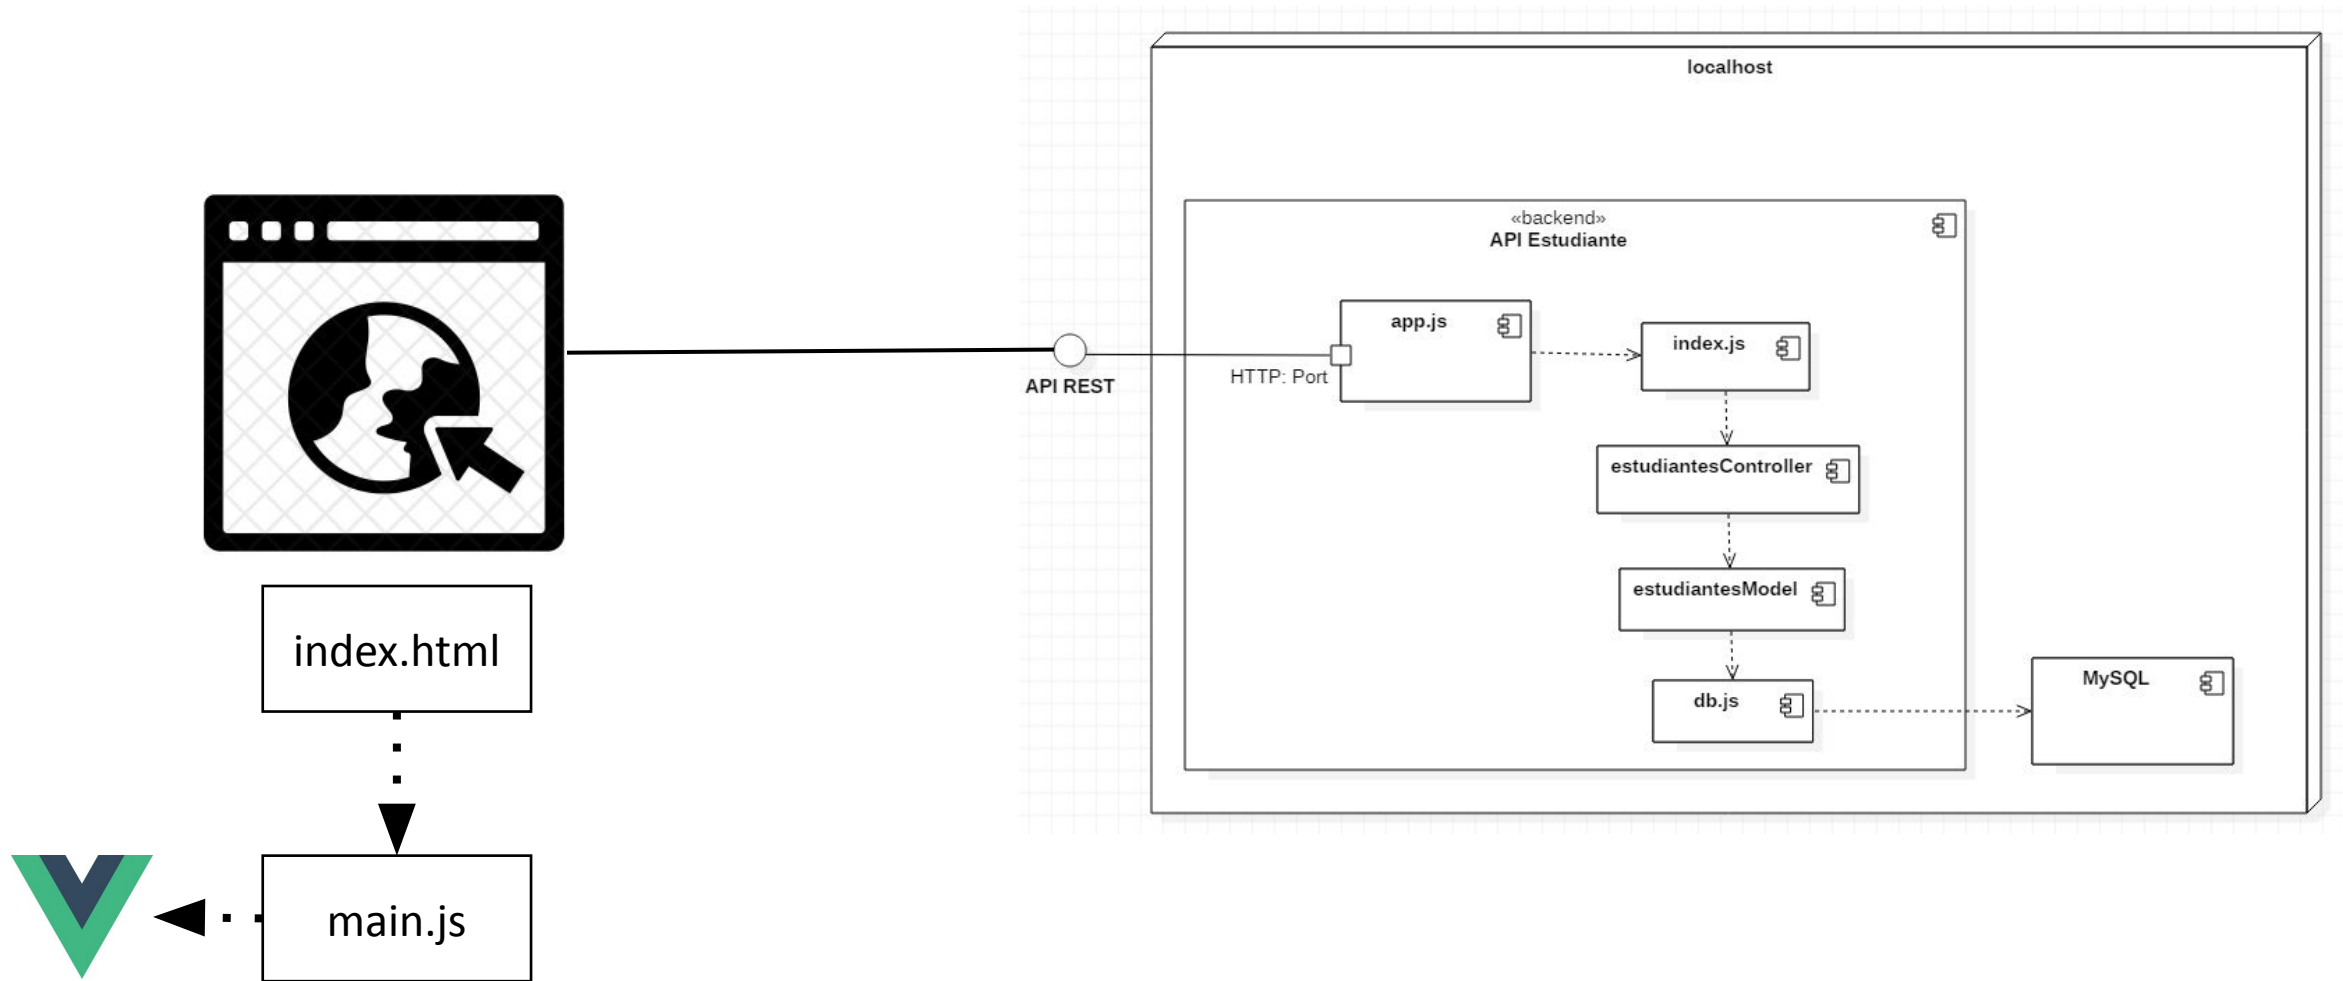 localhost
«backend»
API Estudiante
app.js
index.js
HTTP: Port
API REST
estudiantesController
estudiantesModel
index.html
MySQL
db.js
main.js